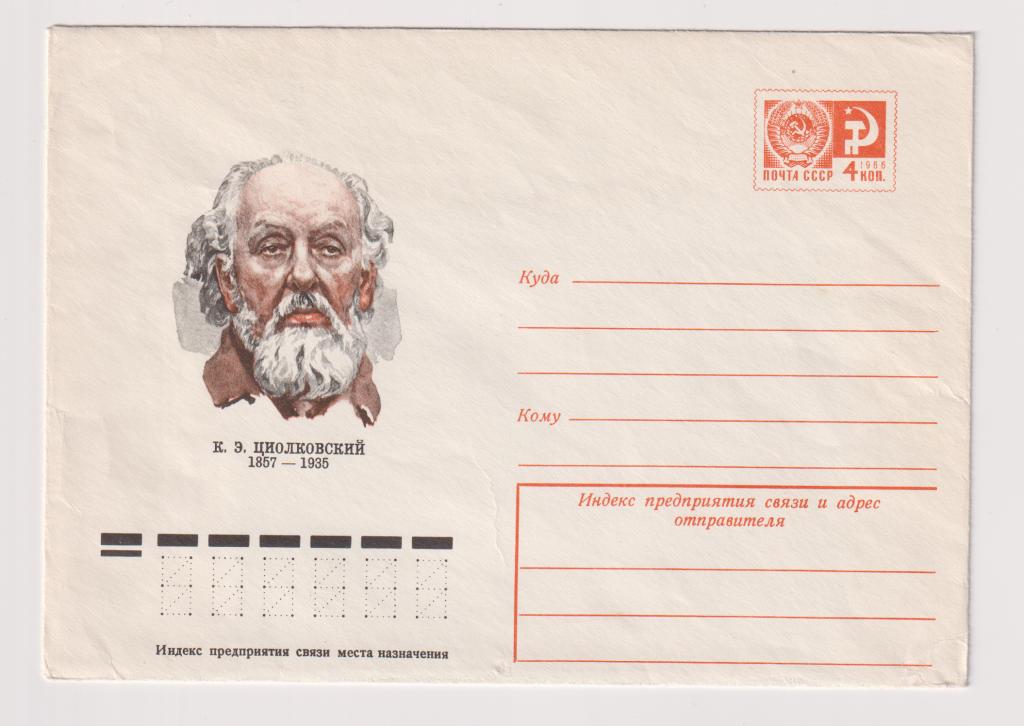 1966
ПОЧТА СССР 4 КОП.
Куда
Кому
К. Э. ЦИОЛКОВСКИЙ
1857 — 1935
Индекс предприятия связи и адрес
отправителя
Индекс предприятия связи места назначения